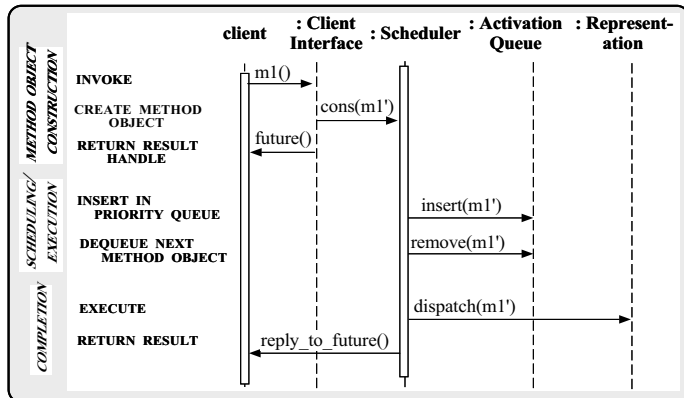 client
: Client
Interface
: Scheduler
: Activation
Queue
: Represent-
ation
METHOD OBJECT
CONSTRUCTION
INVOKE
m1()
CREATE METHOD
OBJECT
cons(m1')
RETURN RESULT
HANDLE
future()
SCHEDULING/
EXECUTION
INSERT IN
PRIORITY QUEUE
insert(m1')
DEQUEUE NEXT
METHOD OBJECT
remove(m1')
COMPLETION
EXECUTE
dispatch(m1')
RETURN RESULT
reply_to_future()